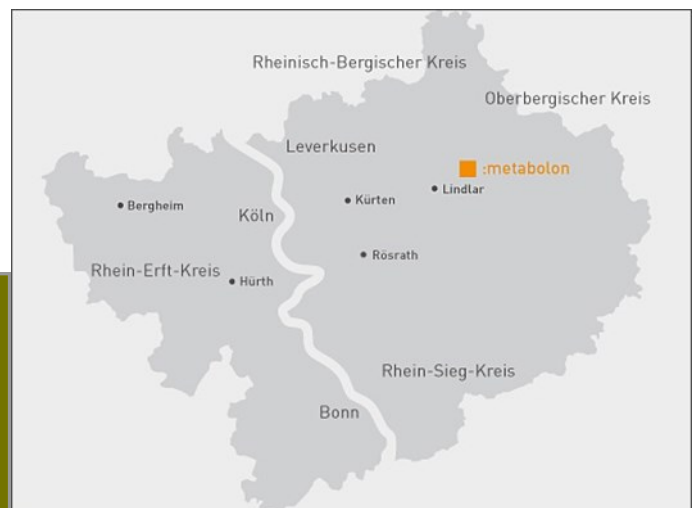 Rheinisch-Bergischer Kreis
Oberbergischer Kreis
Leverkusen
:metabolon
Lindlar
Kürten
Bergheim
Köln
Rösrath
Rhein-Erft-Kreis
Hürth
Rhein-Sieg-Kreis
Bonn